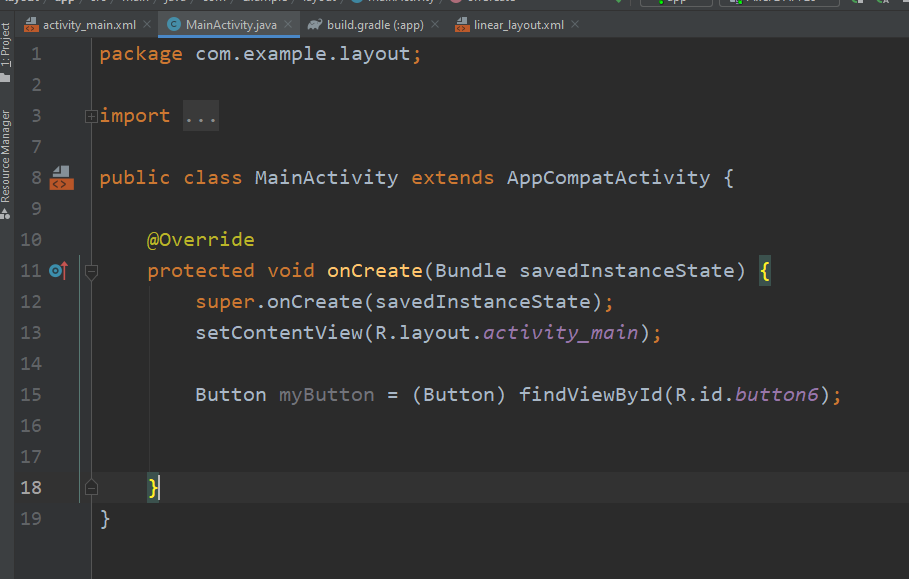 activity_main.xml MainActivity.java build.gradle (:app) linear_layout.xml
1: Project
Resource Manager
1 package com.example.layout;
2
3 import ...
7
8 public class MainActivity extends AppCompatActivity {
9
10 @Override
11 protected void onCreate(Bundle savedInstanceState) {
12 super.onCreate(savedInstanceState);
13 setContentView(R.layout.activity_main);
14
15 Button myButton = (Button) findViewById(R.id.button6);
16
17
18 }
19 }